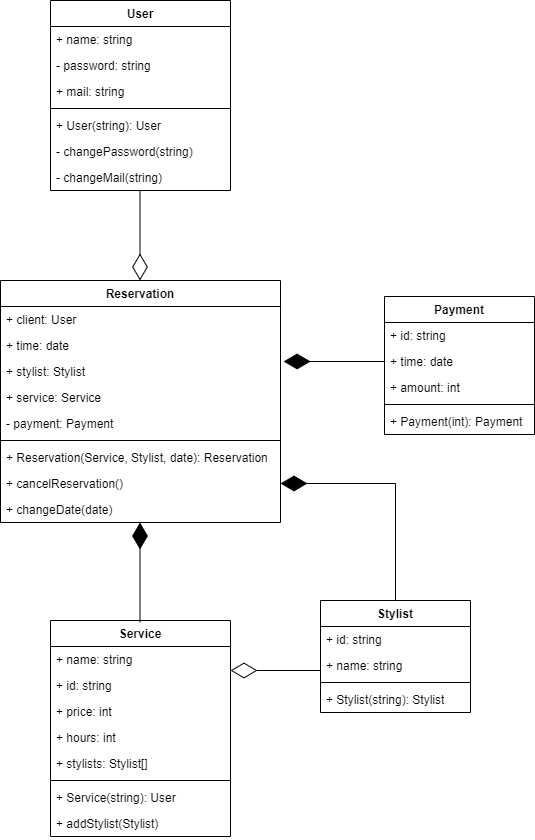 User
+ name: string
- password: string
+ mail: string
+ User(string): User
- changePassword(string)
- changeMail(string)
Reservation
+ client: User
+ time: date
+ stylist: Stylist
+ service: Service
- payment: Payment
+ Reservation(Service, Stylist, date): Reservation
+ cancelReservation()
+ changeDate(date)
Payment
+ id: string
+ time: date
+ amount: int
+ Payment(int): Payment
Service
+ name: string
+ id: string
+ price: int
+ hours: int
+ stylists: Stylist[]
+ Service(string): User
+ addStylist(Stylist)
Stylist
+ id: string
+ name: string
+ Stylist(string): Stylist